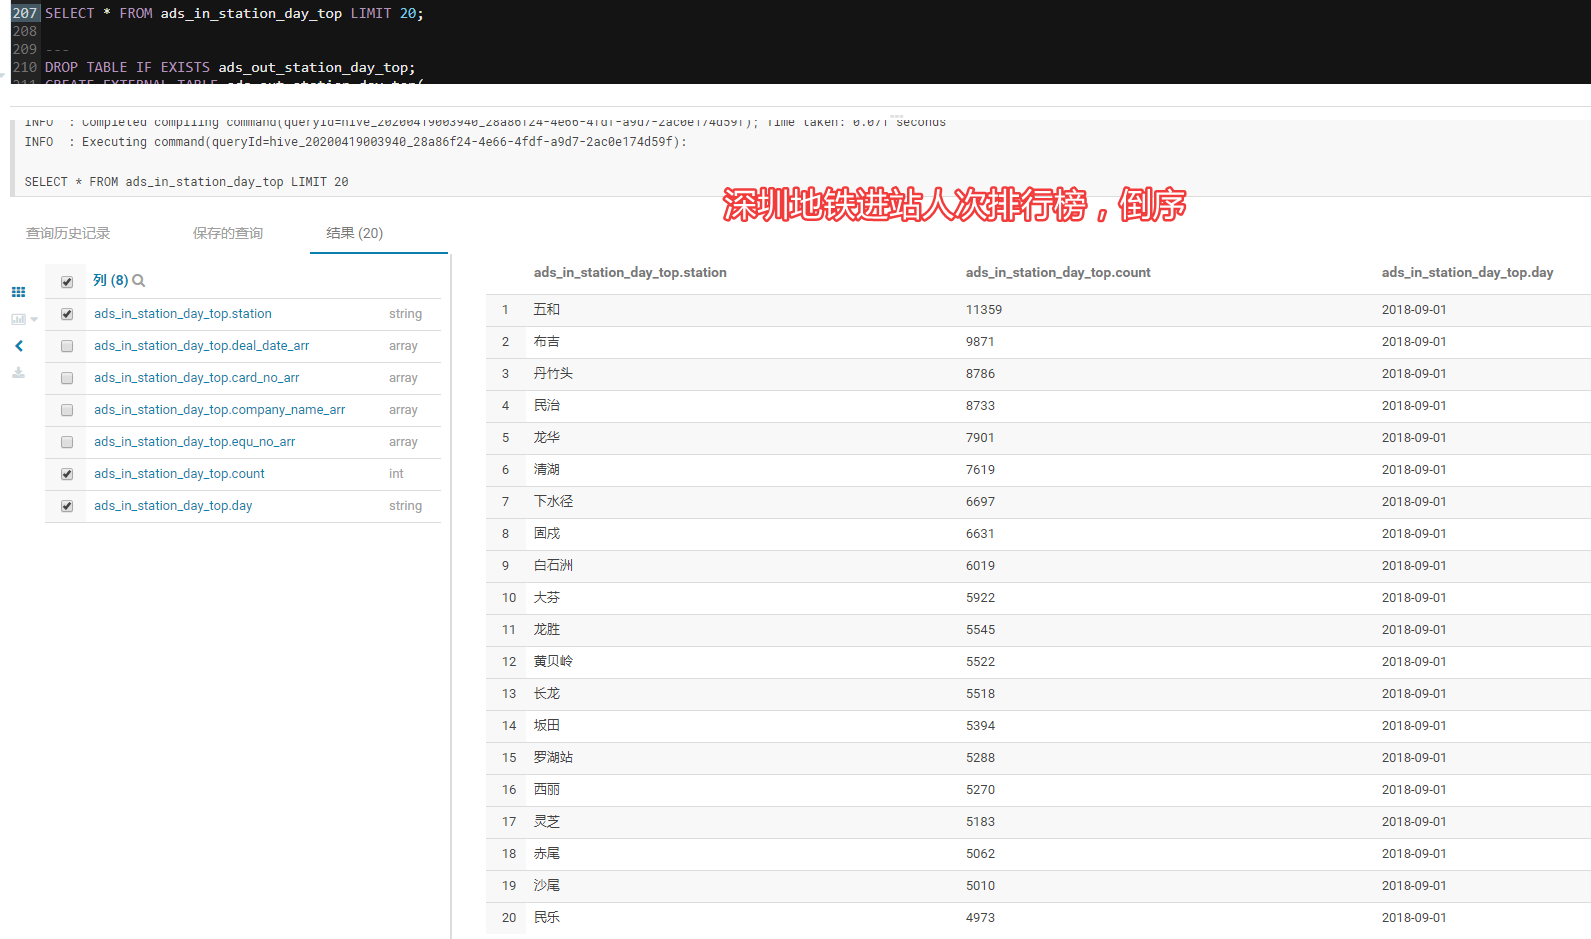 207 SELECT * FROM ads_in_station_day_top LIMIT 20;
208
209 ---
210 DROP TABLE IF EXISTS ads_out_station_day_top;
211 CREATE EXTERNAL TABLE ads_out_station_day_top(
INFO : Completed compiling command(queryId=hive_20200419003940_28a86f24-4e66-4fdf-a9d7-2ac0e174d59f); Time taken: 0.071 seconds
INFO : Executing command(queryId=hive_20200419003940_28a86f24-4e66-4fdf-a9d7-2ac0e174d59f):
SELECT * FROM ads_in_station_day_top LIMIT 20
深圳地铁进站人次排行榜，倒序
查询历史记录 保存的查询 结果 (20)
列 (8)
ads_in_station_day_top.station string
ads_in_station_day_top.deal_date_arr array
ads_in_station_day_top.card_no_arr array
ads_in_station_day_top.company_name_arr array
ads_in_station_day_top.equ_no_arr array
ads_in_station_day_top.count int
ads_in_station_day_top.day string
ads_in_station_day_top.station ads_in_station_day_top.count ads_in_station_day_top.day
1 五和 11359 2018-09-01
2 布吉 9871 2018-09-01
3 丹竹头 8786 2018-09-01
4 民治 8733 2018-09-01
5 龙华 7901 2018-09-01
6 清湖 7619 2018-09-01
7 下水径 6697 2018-09-01
8 固戍 6631 2018-09-01
9 白石洲 6019 2018-09-01
10 大芬 5922 2018-09-01
11 龙胜 5545 2018-09-01
12 黄贝岭 5522 2018-09-01
13 长龙 5518 2018-09-01
14 坂田 5394 2018-09-01
15 罗湖站 5288 2018-09-01
16 西丽 5270 2018-09-01
17 灵芝 5183 2018-09-01
18 赤尾 5062 2018-09-01
19 沙尾 5010 2018-09-01
20 民乐 4973 2018-09-01